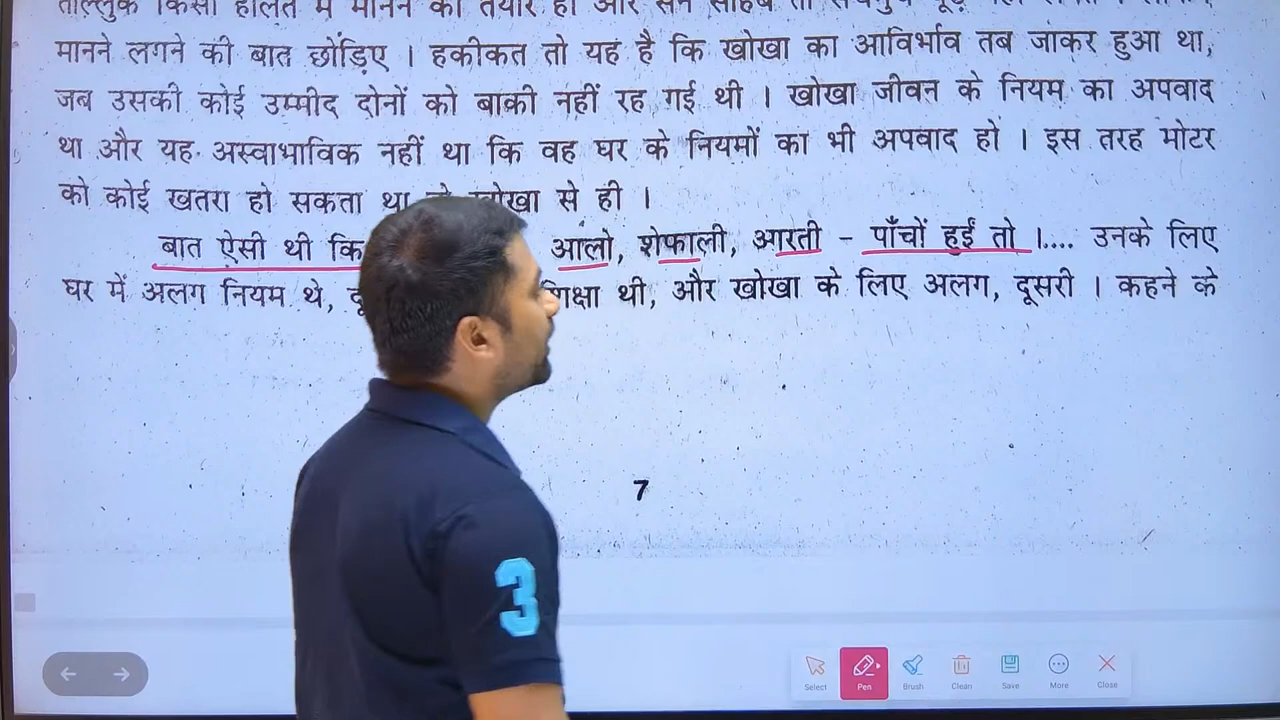 मानने लगने की बात छोंड़िए । हकीकत तो यह है कि खोखा का आविर्भाव तब जाकर हुआ था,
जब उसकी कोई उम्मीद दोनों को बाक़ी नहीं रह गई थी । खोखा जीवन के नियम का अपवाद
था और यह अस्वाभाविक नहीं था कि वह घर के नियमों का भी अपवाद हो । इस तरह मोटर
को कोई खतरा हो सकता था खोखा से ही ।
बात ऐसी थी कि आलो, शेफाली, आरती – पाँचों हुईं तो ।.... उनके लिए
घर में अलग नियम थे, शिक्षा थी, और खोखा के लिए अलग, दूसरी । कहने के
7
3
Select
Pen
Brush
Clean
Save
More
Close